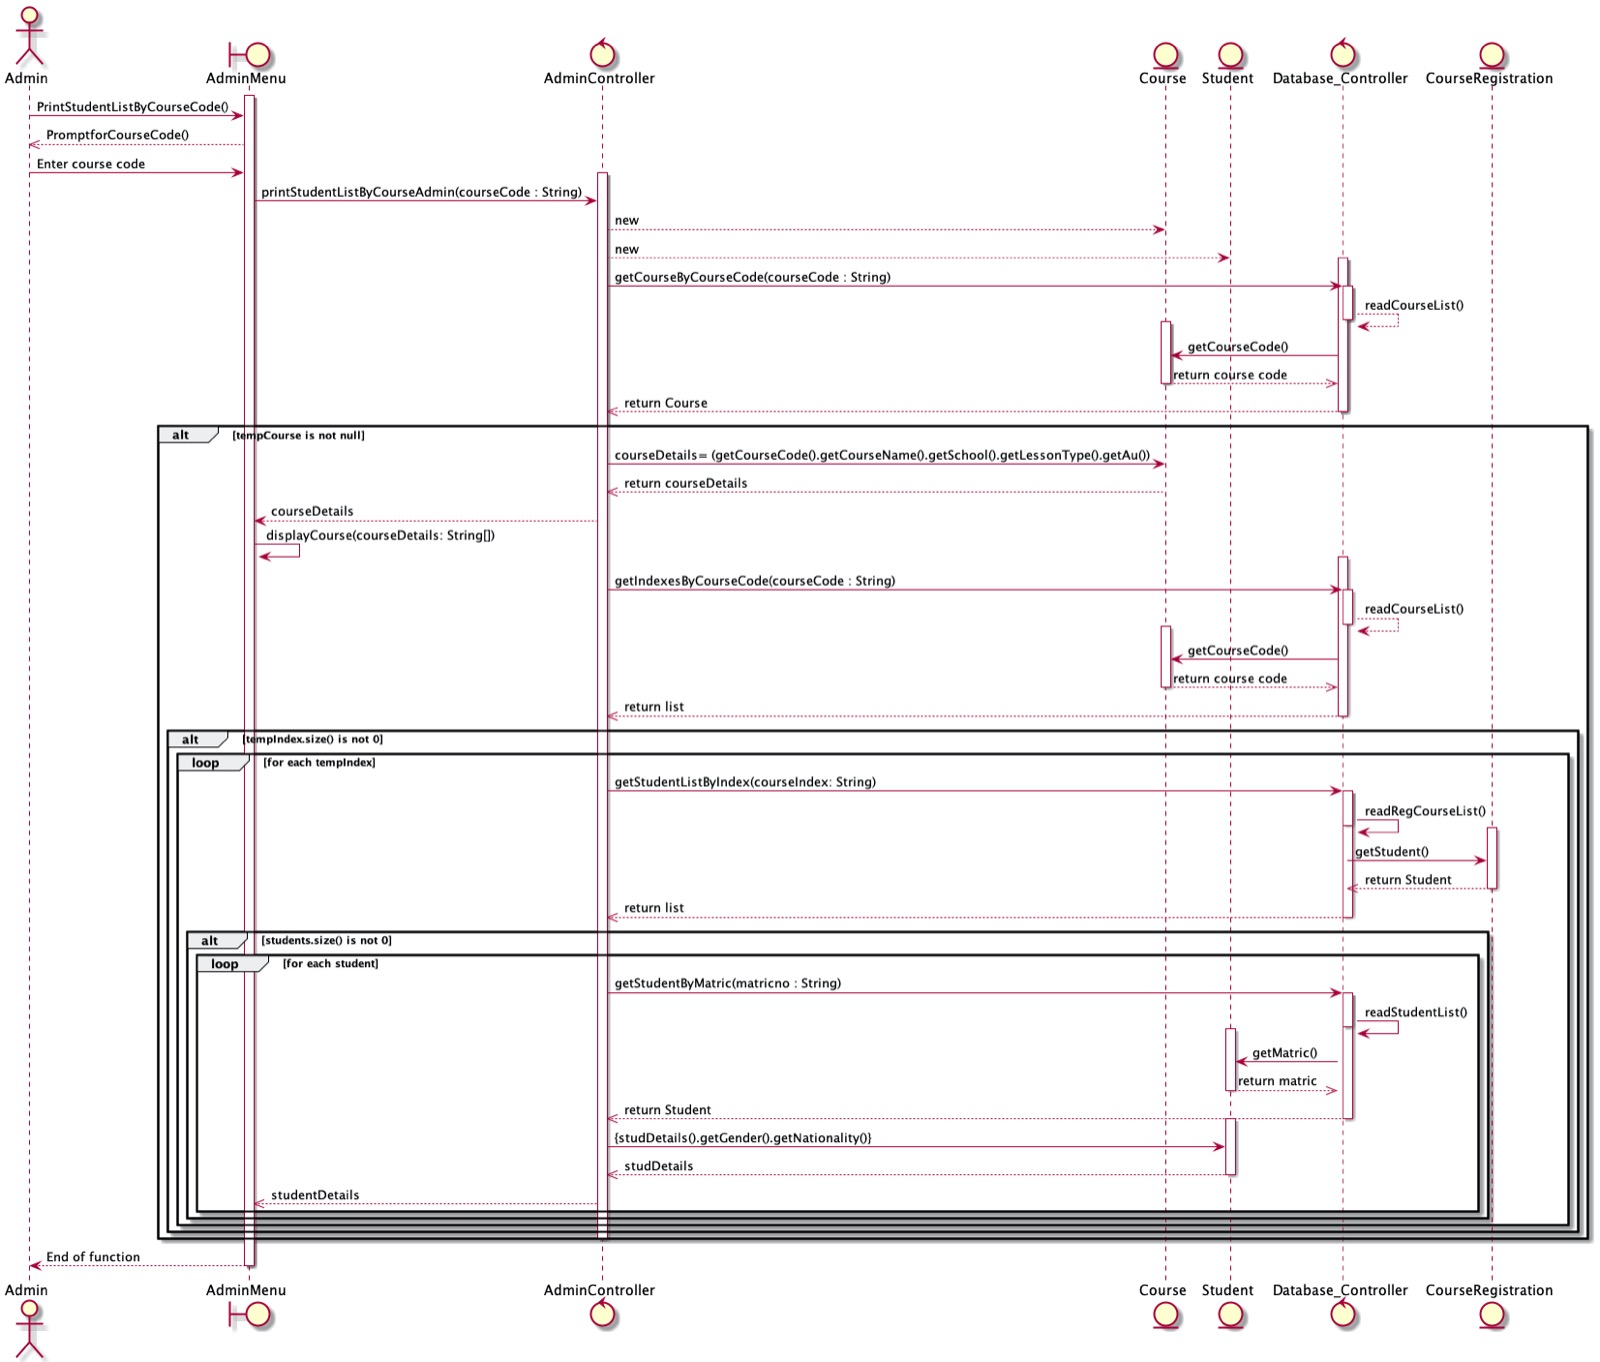 Admin
AdminMenu
AdminController
Course
Student
Database_Controller
CourseRegistration
PrintStudentListByCourseCode()
PromptforCourseCode()
Enter course code
printStudentListByCourseAdmin(courseCode : String)
new
new
getCourseByCourseCode(courseCode : String)
readCourseList()
getCourseCode()
return course code
return Course
alt [tempCourse is not null]
courseDetails= (getCourseCode().getCourseName().getSchool().getLessonType().getAu())
return courseDetails
courseDetails
displayCourse(courseDetails: String[])
getIndexesByCourseCode(courseCode : String)
readCourseList()
getCourseCode()
return course code
return list
alt [tempIndex.size() is not 0]
loop [for each tempIndex]
getStudentListByIndex(courseIndex: String)
readRegCourseList()
getStudent()
return Student
return list
alt [students.size() is not 0]
loop [for each student]
getStudentByMatric(matricno : String)
readStudentList()
getMatric()
return matric
return Student
{studDetails().getGender().getNationality()}
studDetails
studentDetails
End of function
Admin
AdminMenu
AdminController
Course
Student
Database_Controller
CourseRegistration